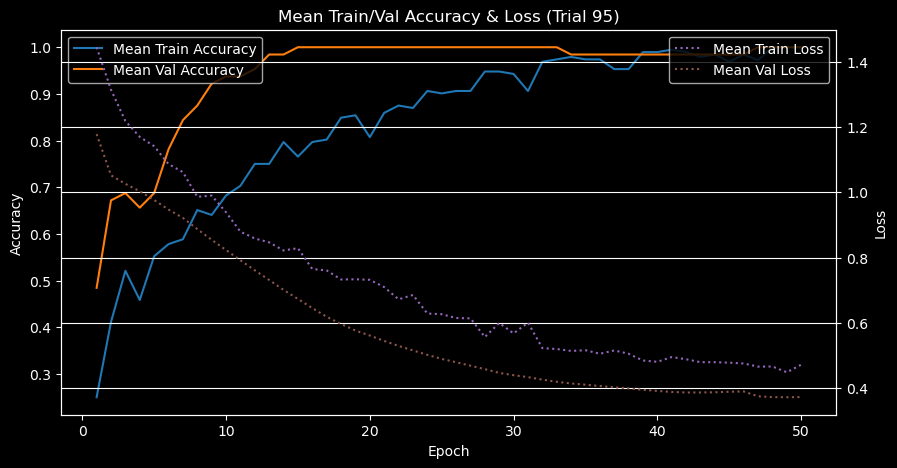 Mean Train/Val Accuracy & Loss (Trial 95)
Mean Train Accuracy
Mean Val Accuracy
Mean Train Loss
Mean Val Loss
Accuracy
1.0
0.9
0.8
0.7
0.6
0.5
0.4
0.3
1.4
1.2
1.0
0.8
0.6
0.4
Loss
0
10
20
30
40
50
Epoch